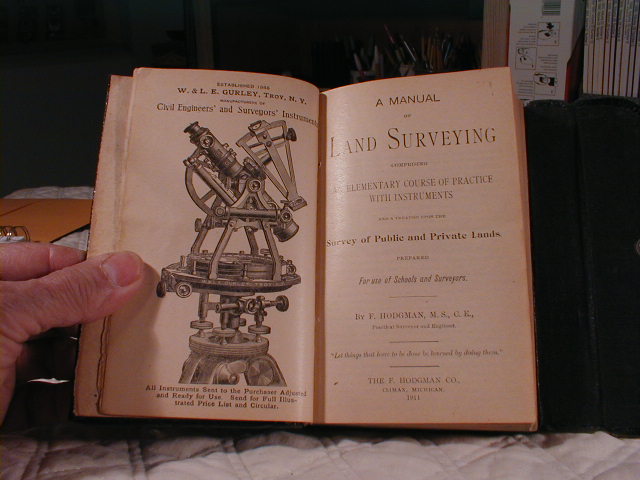 ESTABLISHED 1845
W. & L. E. GURLEY, TROY, N. Y.
MANUFACTURERS OF
Civil Engineers' and Surveyors' Instruments
All Instruments Sent to the Purchaser Adjusted
and Ready for Use. Send for Full Illus-
trated Price List and Circular.
A MANUAL
OF
LAND SURVEYING
COMPRISING
AN ELEMENTARY COURSE OF PRACTICE
WITH INSTRUMENTS
AND A TREATISE UPON THE
Survey of Public and Private Lands
PREPARED
For use of Schools and Surveyors.
BY F. HODGMAN, M. S., C. E.,
Practical Surveyor and Engineer.
"Let things that have to be done be learned by doing them."
THE F. HODGMAN CO.,
CLIMAX, MICHIGAN.
1911